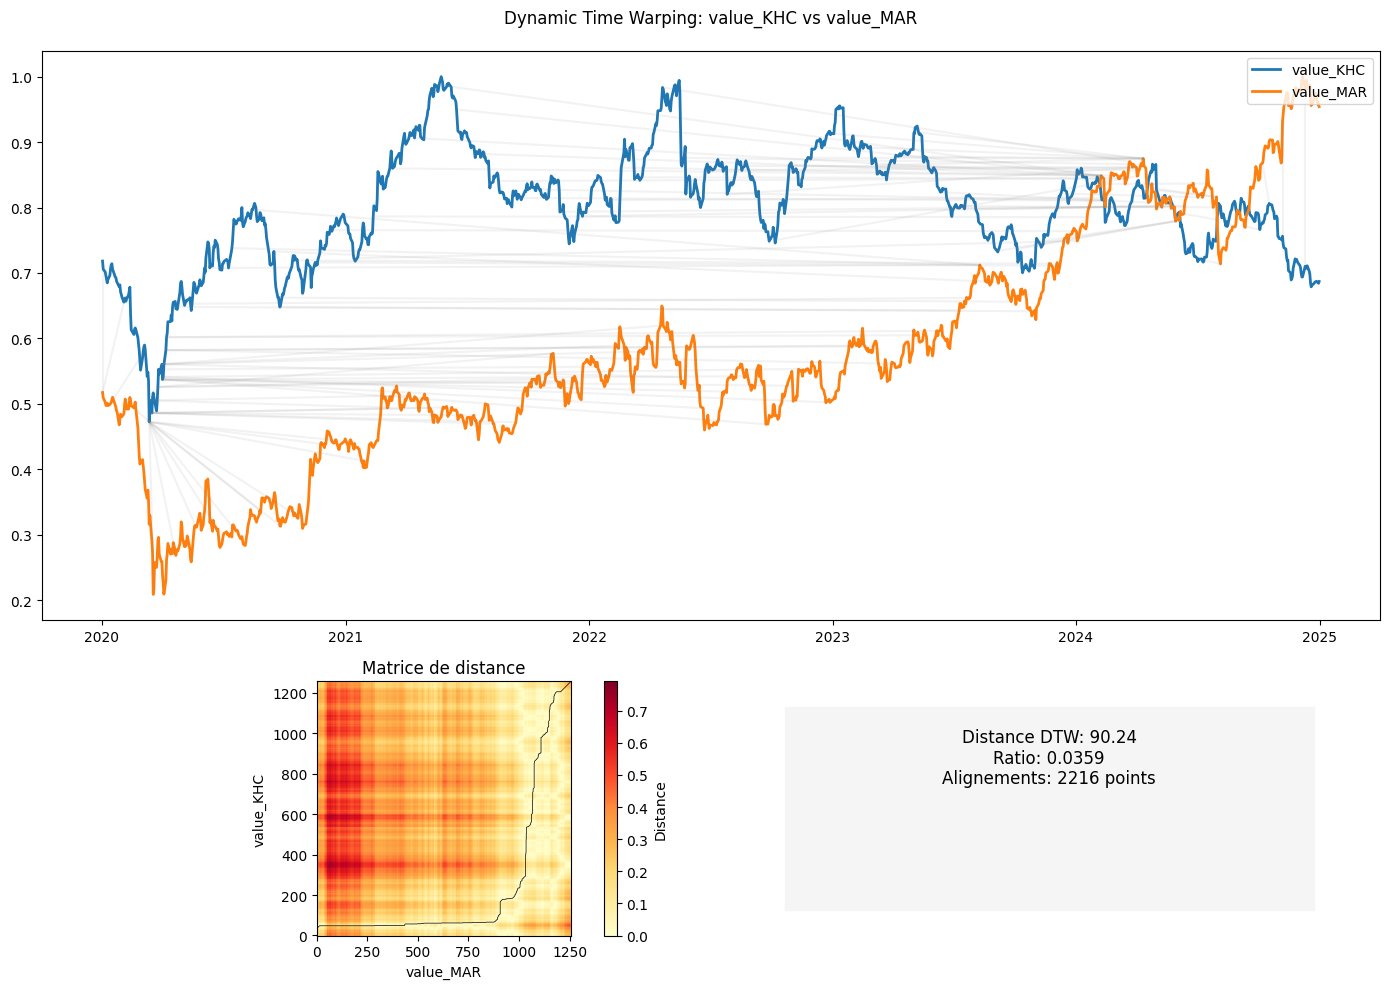 Dynamic Time Warping: value_KHC vs value_MAR
1.0
0.9
0.8
0.7
0.6
0.5
0.4
0.3
0.2
value_KHC
value_MAR
2020 2021 2022 2023 2024 2025
Matrice de distance
1200
1000
800
600
400
200
0
value_KHC
0 250 500 750 1000 1250
value_MAR
0.7
0.6
0.5
0.4
0.3
0.2
0.1
0.0
Distance
Distance DTW: 90.24
Ratio: 0.0359
Alignements: 2216 points